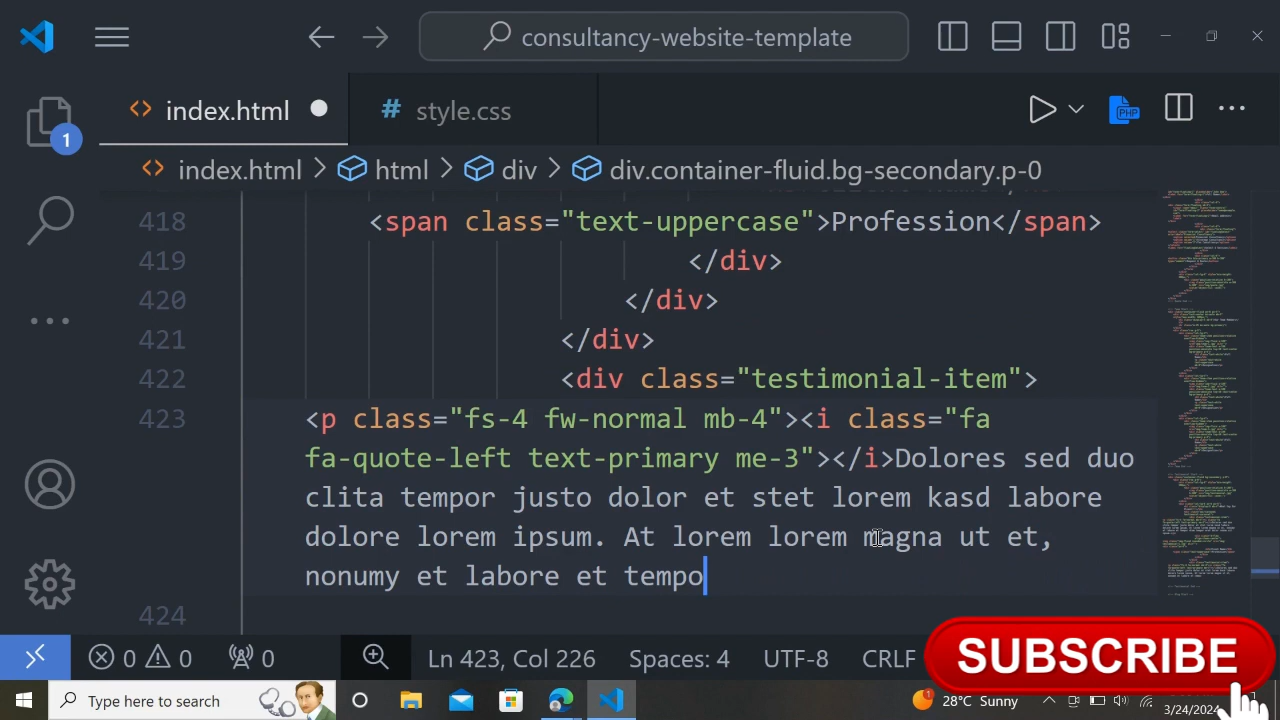 consultancy-website-template
index.html
style.css
1
index.html > html > div > div.container-fluid.bg-secondary.p-0
418 <span class="text-uppercase">Profession</span>
419 </div>
420 </div>
421 </div>
422 <div class="testimonial-item">
423 <p class="fs-4 fw-normal mb-4"><i class="fa
fa-quote-left text-primary me-3"></i>Dolores sed duo
clita tempor justo dolor et stet lorem kasd labore
dolore lorem ipsum. At lorem lorem magna ut et,
nonumy et labore et tempo
424
0 0 0 Ln 423, Col 226 Spaces: 4 UTF-8 CRLF
SUBSCRIBE
Type here to search
1 28°C Sunny
3/24/2024